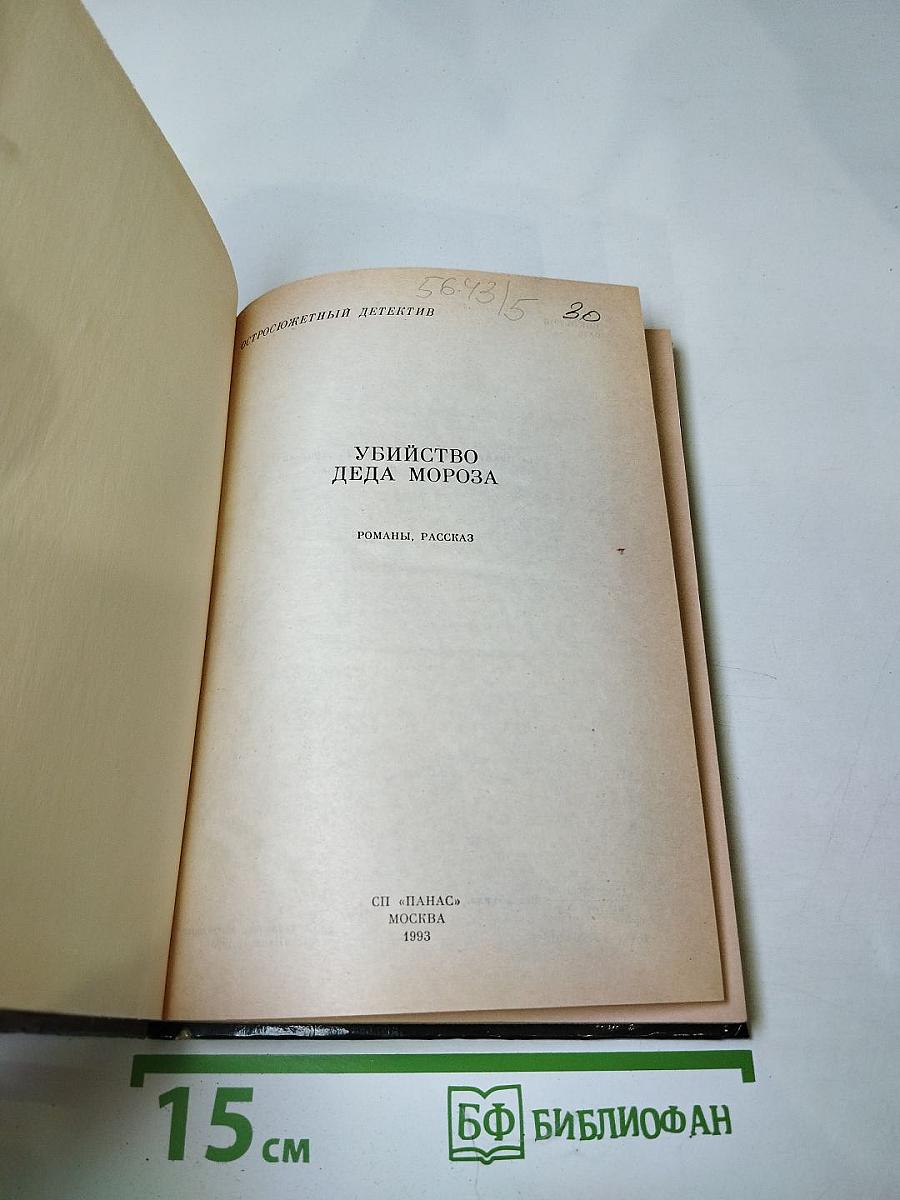 56.43/5 30
ОСТРОСЮЖЕТНЫЙ ДЕТЕКТИВ
УБИЙСТВО
ДЕДА МОРОЗА
РОМАНЫ, РАССКАЗ
СП «ПАНАС»
МОСКВА
1993
15 см
БФ БИБЛИОФАН